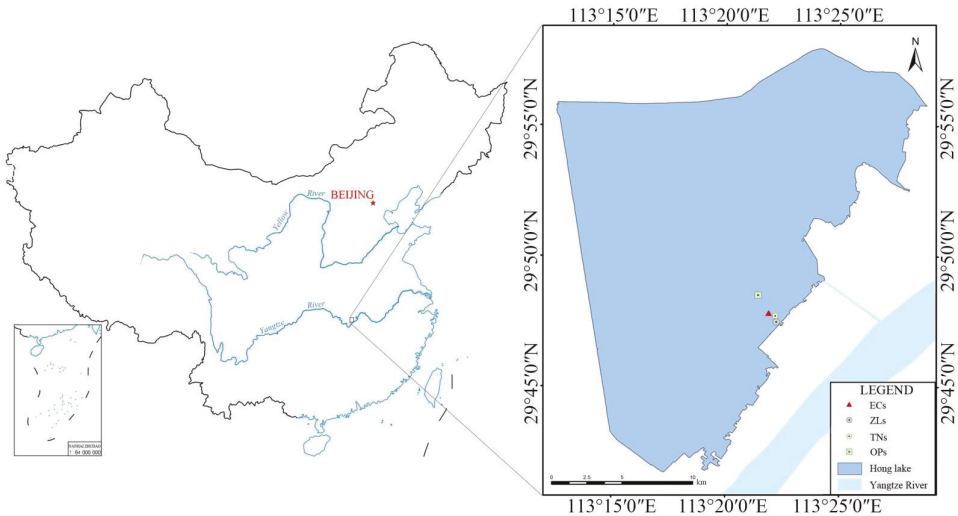 113°15′0″E
113°20′0″E
113°25′0″E
N
29°55′0″N
29°55′0″N
BEIJING
Yellow
River
29°50′0″N
29°50′0″N
Yangtze
River
29°45′0″N
29°45′0″N
LEGEND
ECs
ZLs
TNs
OPs
Hong lake
Yangtze River
1: 64 000 000
0
2.5
5
10
km
113°15′0″E
113°20′0″E
113°25′0″E